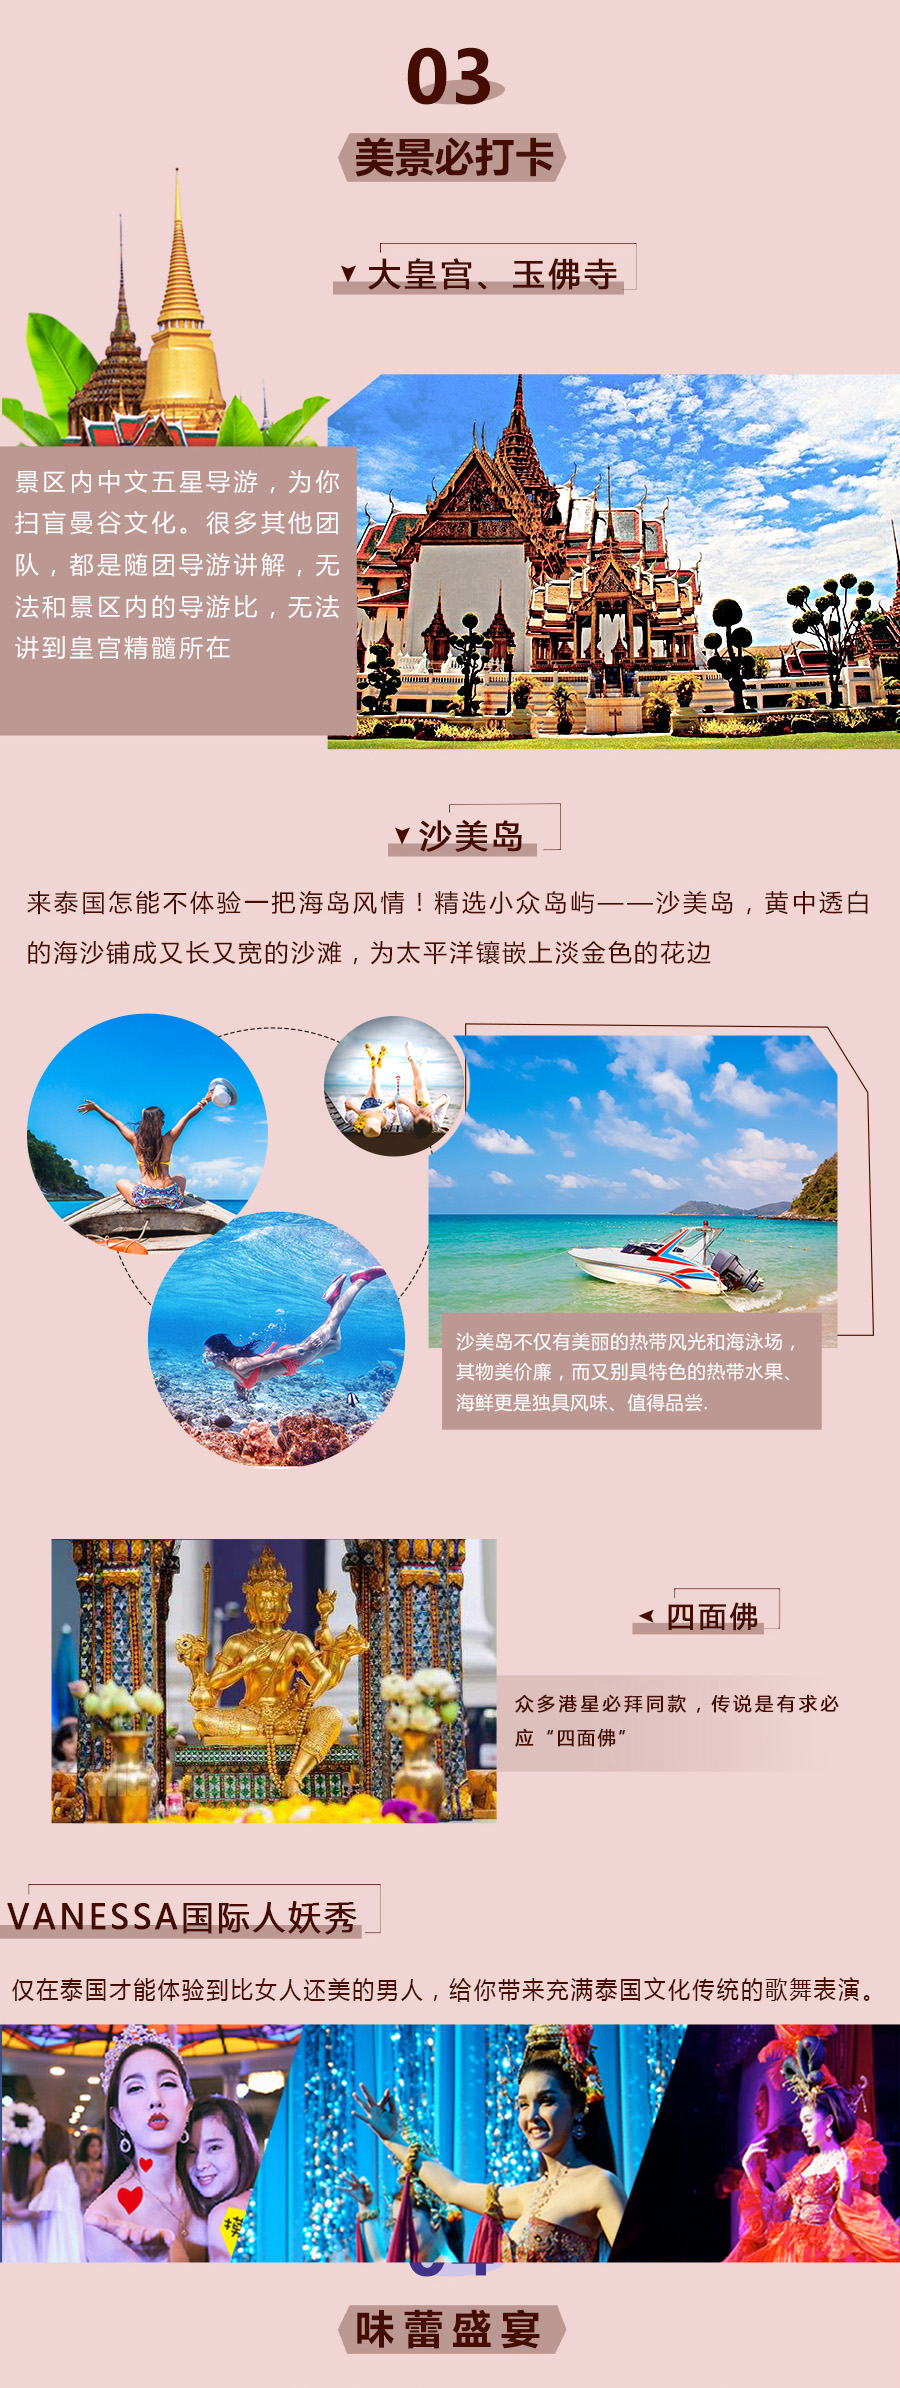 03
美景必打卡
大皇宫、玉佛寺
景区内中文五星导游，为你
扫盲曼谷文化。很多其他团
队，都是随团导游讲解，无
法和景区内的导游比，无法
讲到皇宫精髓所在
沙美岛
来泰国怎能不体验一把海岛风情！精选小众岛屿——沙美岛，黄中透白
的海沙铺成又长又宽的沙滩，为太平洋镶嵌上淡金色的花边
沙美岛不仅有美丽的热带风光和海泳场，
其物美价廉，而又别具特色的热带水果、
海鲜更是独具风味、值得品尝.
四面佛
众多港星必拜同款，传说是有求必
应“四面佛”
VANESSA国际人妖秀
仅在泰国才能体验到比女人还美的男人，给你带来充满泰国文化传统的歌舞表演。
味蕾盛宴